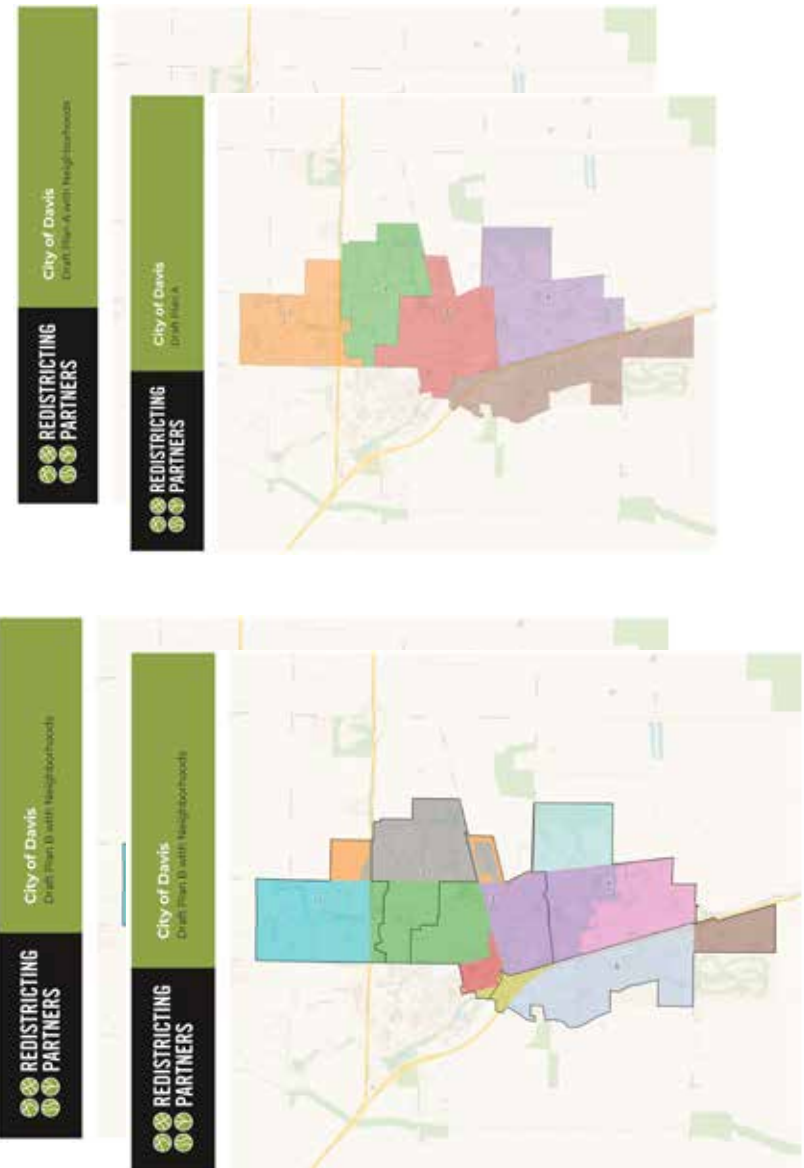 City of Davis
Draft Plan A with Neighborhoods
REDISTRICTING
PARTNERS
City of Davis
Draft Plan A
REDISTRICTING
PARTNERS
City of Davis
Draft Plan B with Neighborhoods
REDISTRICTING
PARTNERS
City of Davis
Draft Plan B with Neighborhoods
REDISTRICTING
PARTNERS